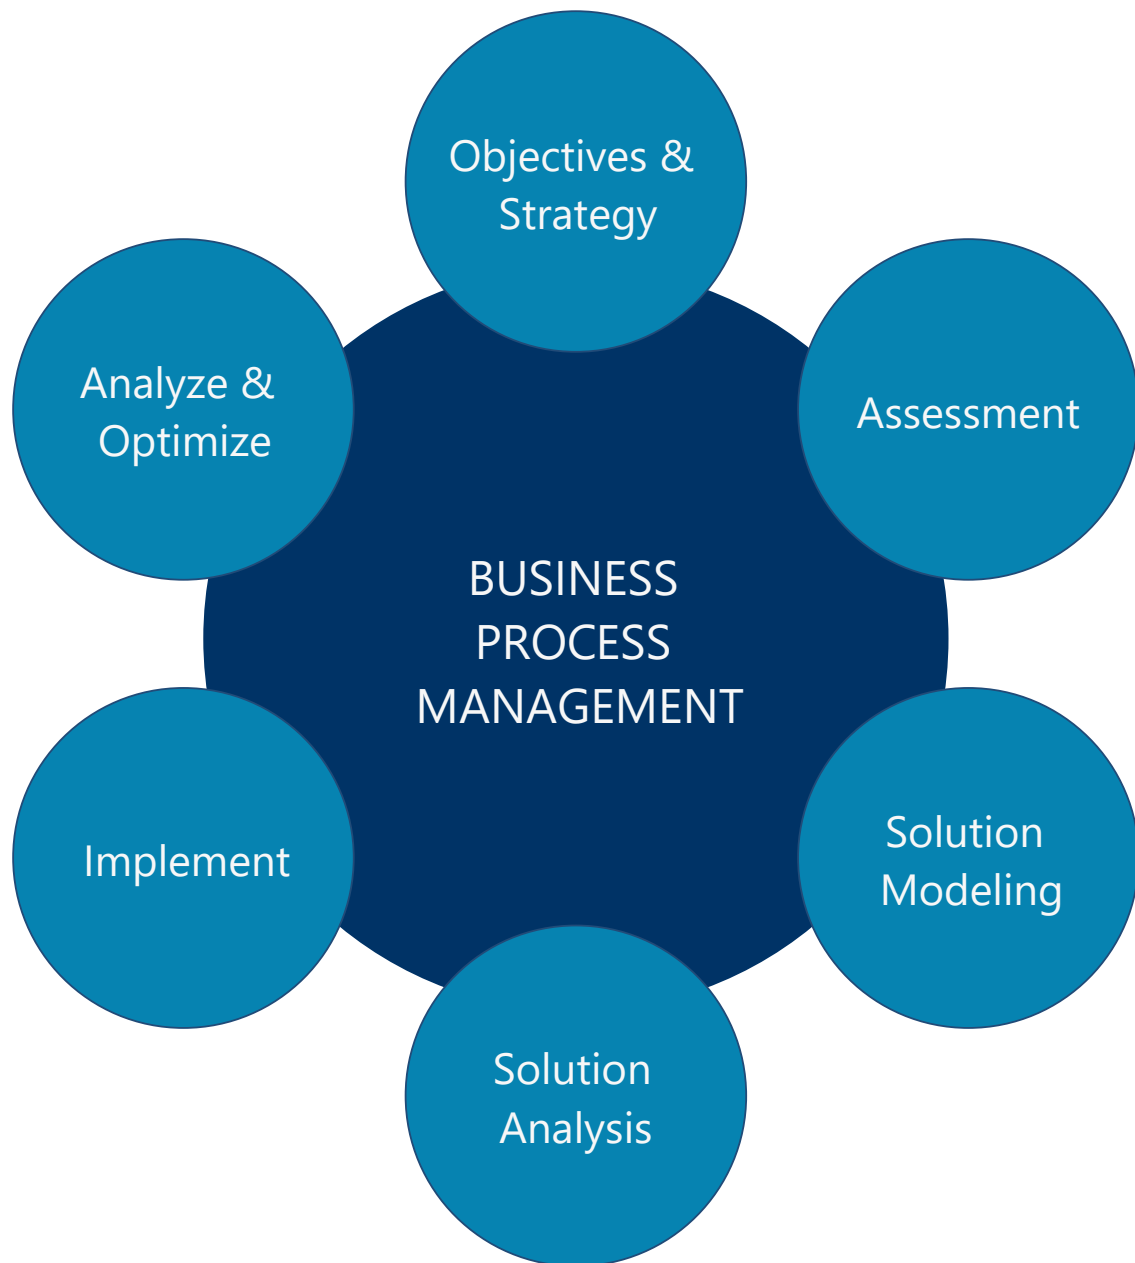 Objectives &
Strategy
Analyze &
Optimize
Assessment
BUSINESS
PROCESS
MANAGEMENT
Implement
Solution
Modeling
Solution
Analysis